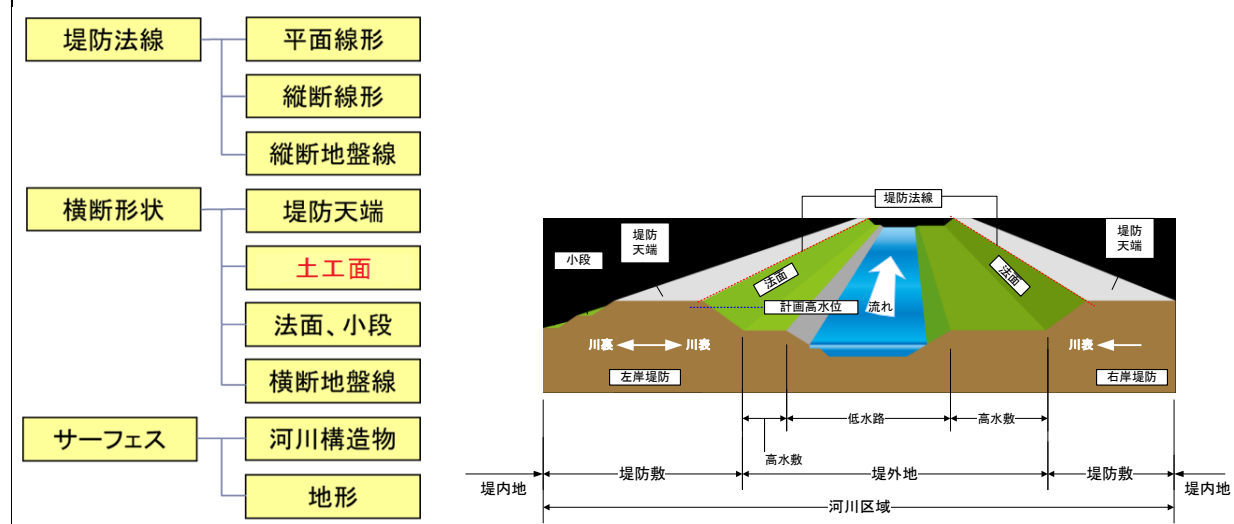 堤防法線
平面線形
縦断線形
縦断地盤線
横断形状
堤防天端
土工面
法面、小段
横断地盤線
サーフェス
河川構造物
地形
堤防法線
堤防
天端
堤防
天端
小段
法面
法面
計画高水位
流れ
川裏
川表
川表
左岸堤防
右岸堤防
低水路
高水敷
高水敷
堤防敷
堤外地
堤防敷
堤内地
堤内地
河川区域